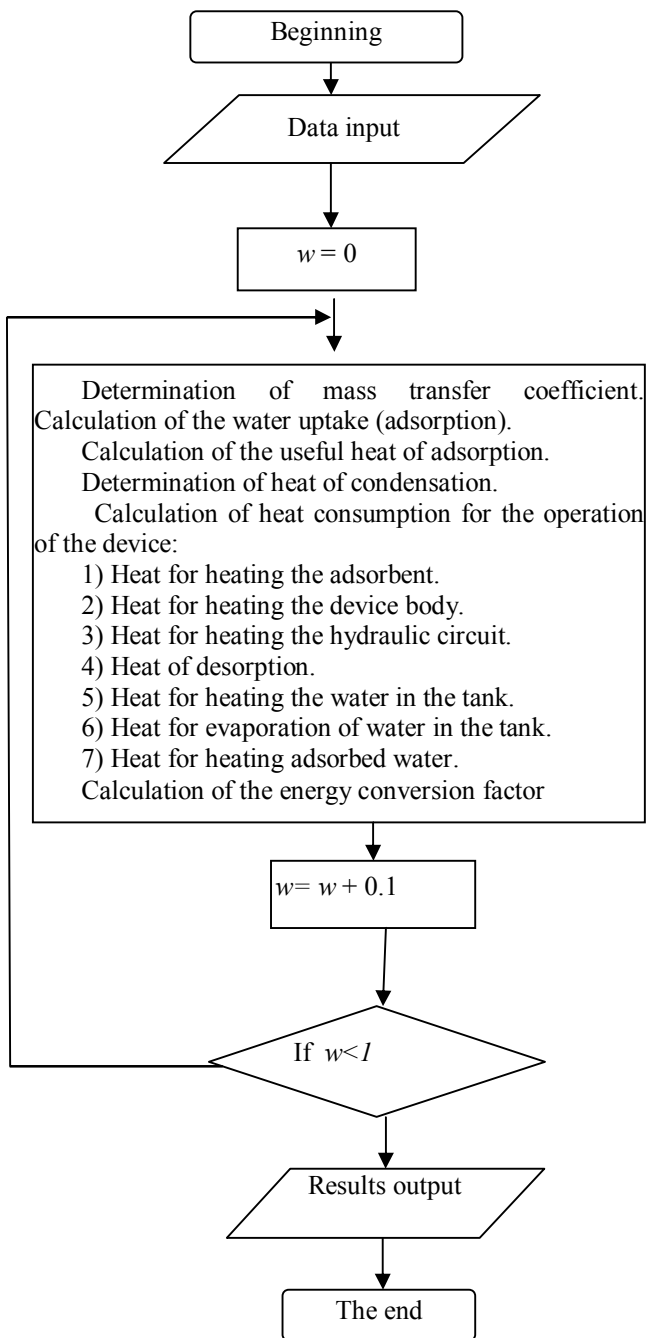 Beginning
Data input
w = 0
Determination of mass transfer coefficient.
Calculation of the water uptake (adsorption).
Calculation of the useful heat of adsorption.
Determination of heat of condensation.
Calculation of heat consumption for the operation
of the device:
1) Heat for heating the adsorbent.
2) Heat for heating the device body.
3) Heat for heating the hydraulic circuit.
4) Heat of desorption.
5) Heat for heating the water in the tank.
6) Heat for evaporation of water in the tank.
7) Heat for heating adsorbed water.
Calculation of the energy conversion factor
w= w + 0.1
If w<1
Results output
The end